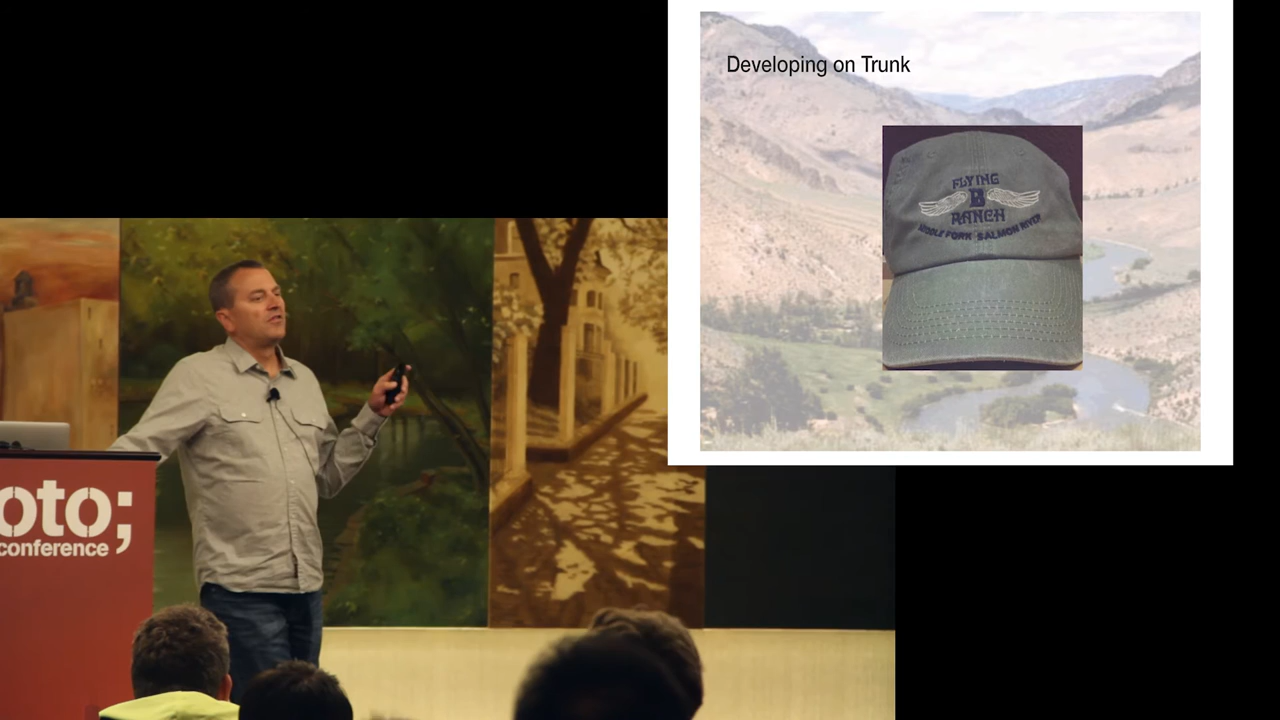 Developing on Trunk
FLYING
B
RANCH
MIDDLE FORK SALMON RIVER
oto;
conference